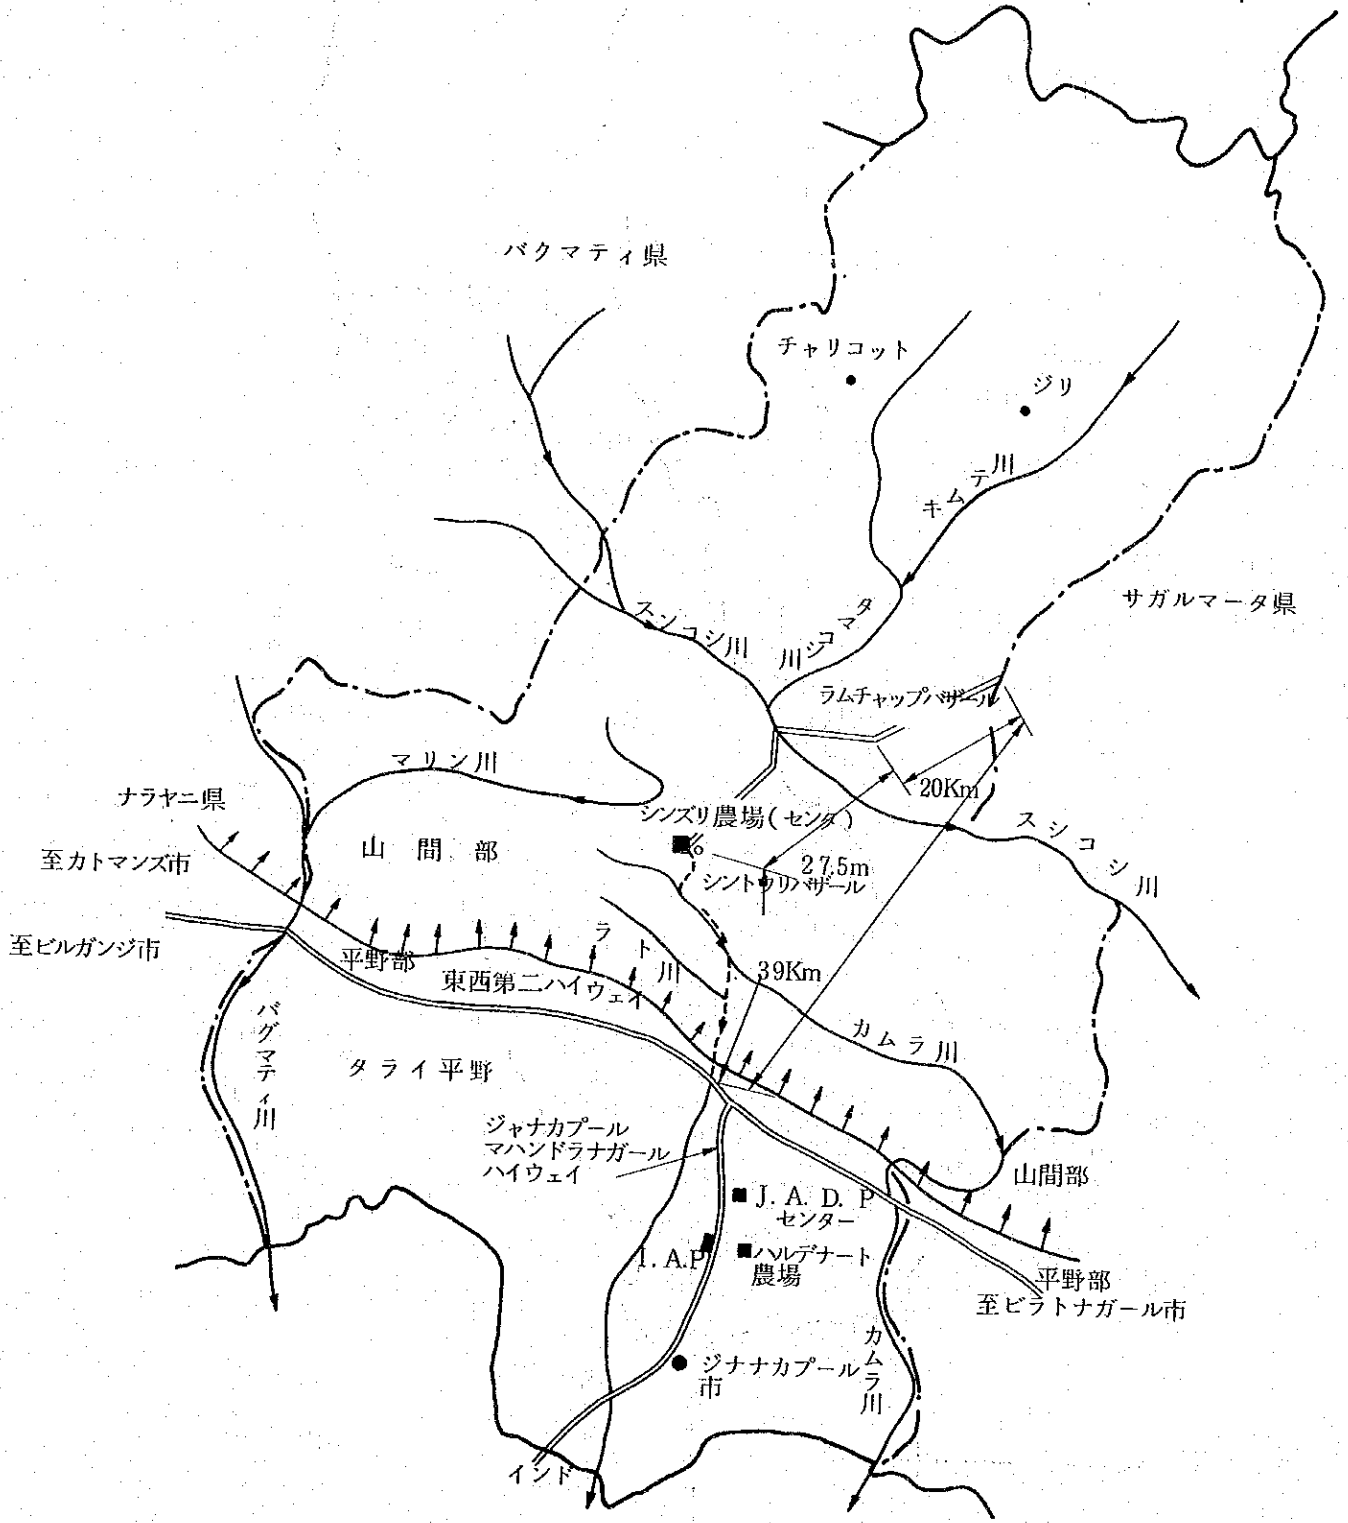 バクマティ県
チャリコット
ジリ
キムテ川
サガルマータ県
タマコシ川
スンコシ川
ラムチャップバザール
マリン川
20Km
ナラヤニ県
シンズリ農場(センタ)
スシコシ川
山間部
至カトマンズ市
27.5m
シントウリバザール
至ビルガンジ市
平野部
ラト川
東西第二ハイウェイ
39Km
バグマティ川
カムラ川
タライ平野
ジャナカプール
マハンドラナガール
ハイウェイ
山間部
J.A.D.P
センター
I.A.P
ハルデナート
農場
平野部
至ビラトナガール市
カムラ川
ジナナカプール
市
インド